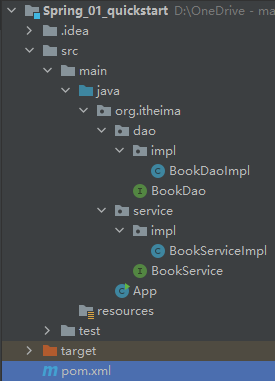 Spring_01_quickstart D:\OneDrive - ma
.idea
src
main
java
org.itheima
dao
impl
BookDaoImpl
BookDao
service
impl
BookServiceImpl
BookService
App
resources
test
target
pom.xml